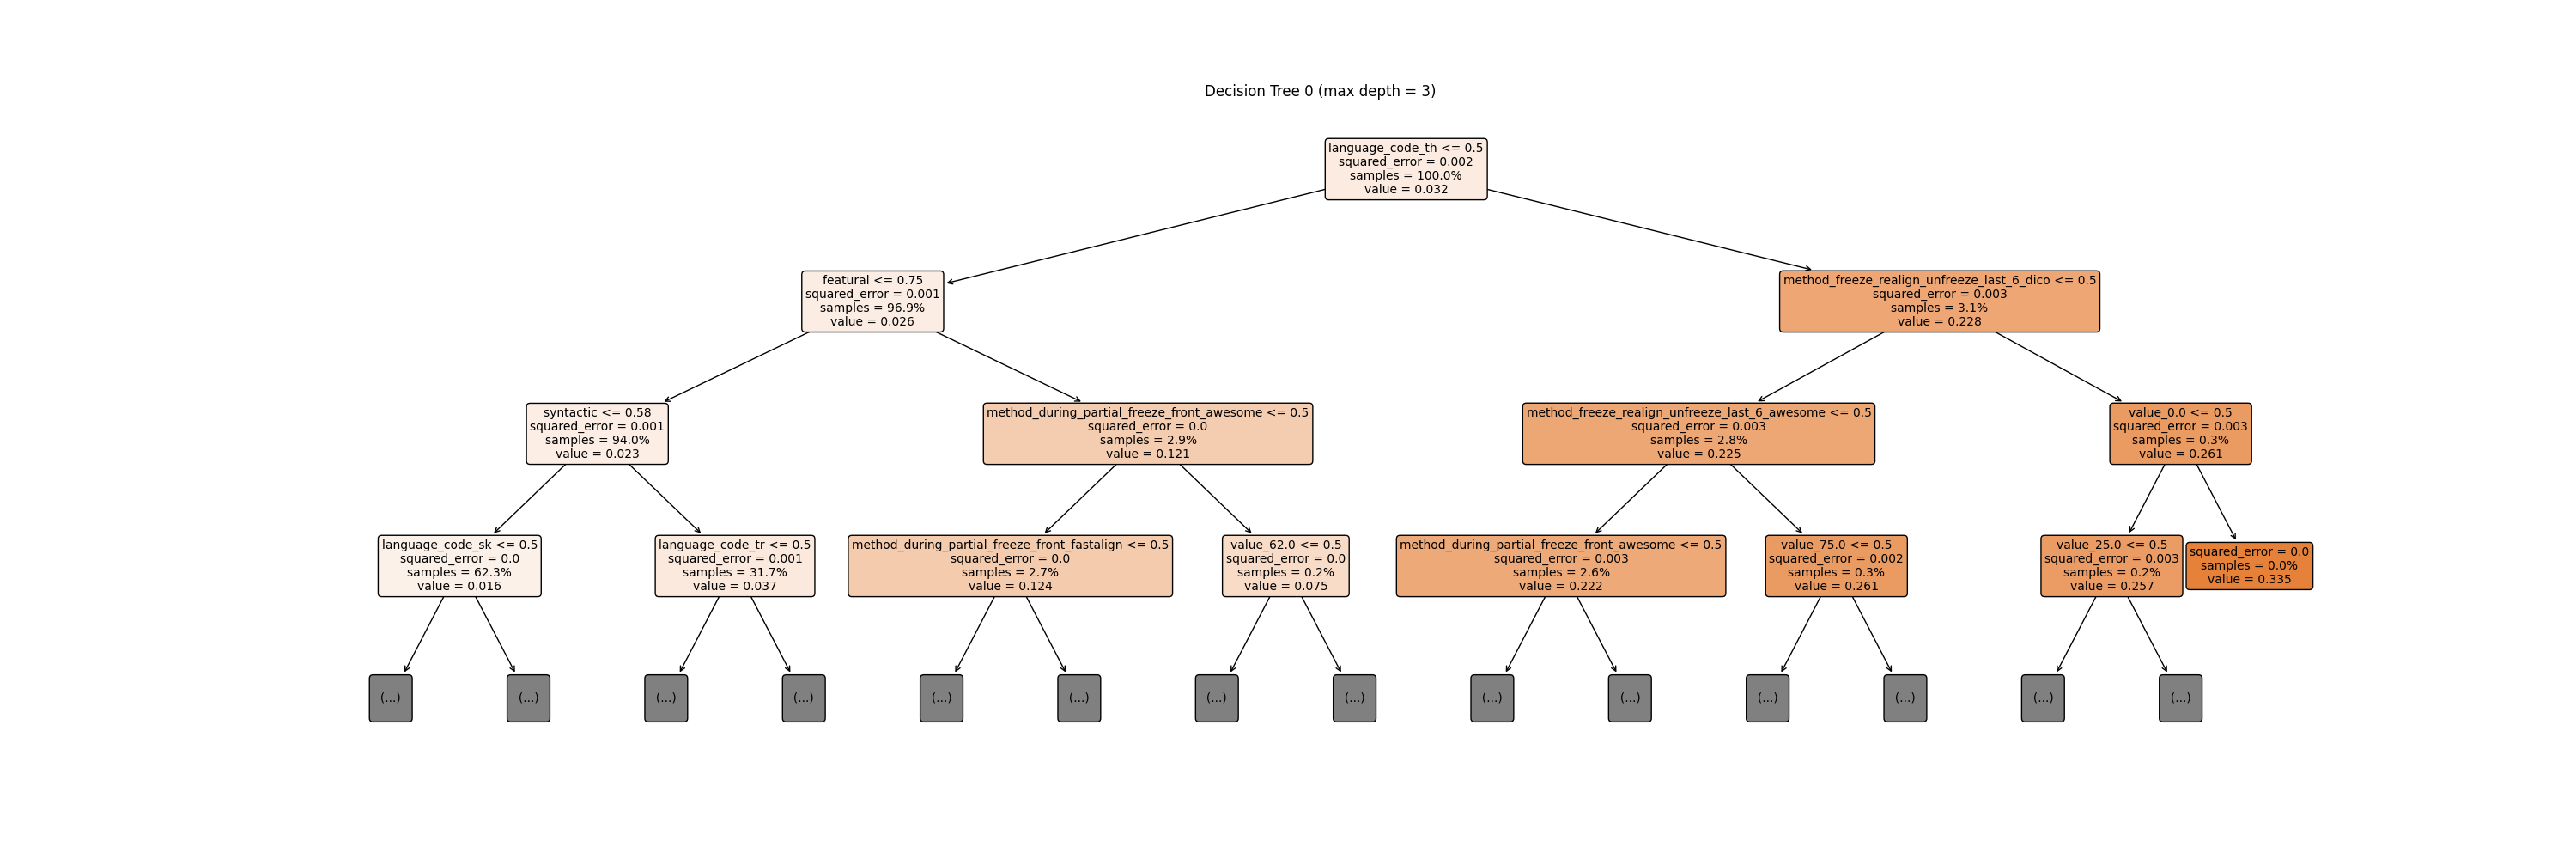 Decision Tree 0 (max depth = 3)
language_code_th <= 0.5
squared_error = 0.002
samples = 100.0%
value = 0.032
featural <= 0.75
squared_error = 0.001
samples = 96.9%
value = 0.026
method_freeze_realign_unfreeze_last_6_dico <= 0.5
squared_error = 0.003
samples = 3.1%
value = 0.228
syntactic <= 0.58
squared_error = 0.001
samples = 94.0%
value = 0.023
method_during_partial_freeze_front_awesome <= 0.5
squared_error = 0.0
samples = 2.9%
value = 0.121
method_freeze_realign_unfreeze_last_6_awesome <= 0.5
squared_error = 0.003
samples = 2.8%
value = 0.225
value_0.0 <= 0.5
squared_error = 0.003
samples = 0.3%
value = 0.261
language_code_sk <= 0.5
squared_error = 0.0
samples = 62.3%
value = 0.016
language_code_tr <= 0.5
squared_error = 0.001
samples = 31.7%
value = 0.037
method_during_partial_freeze_front_fastalign <= 0.5
squared_error = 0.0
samples = 2.7%
value = 0.124
value_62.0 <= 0.5
squared_error = 0.0
samples = 0.2%
value = 0.075
method_during_partial_freeze_front_awesome <= 0.5
squared_error = 0.003
samples = 2.6%
value = 0.222
value_75.0 <= 0.5
squared_error = 0.002
samples = 0.3%
value = 0.261
value_25.0 <= 0.5
squared_error = 0.003
samples = 0.2%
value = 0.257
squared_error = 0.0
samples = 0.0%
value = 0.335
(...)
(...)
(...)
(...)
(...)
(...)
(...)
(...)
(...)
(...)
(...)
(...)
(...)
(...)